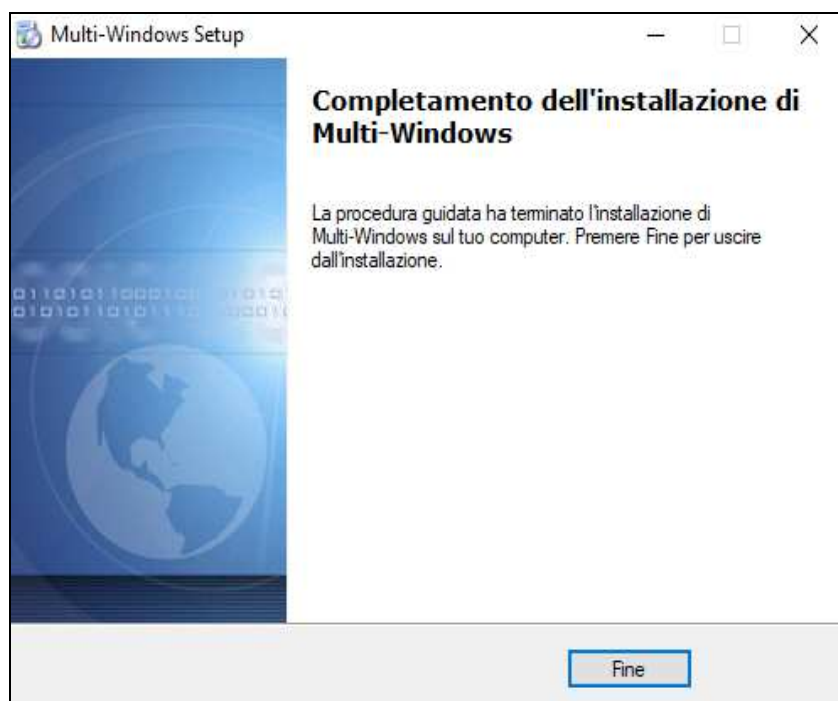 Multi-Windows Setup
Completamento dell'installazione di
Multi-Windows
La procedura guidata ha terminato l'installazione di
Multi-Windows sul tuo computer. Premere Fine per uscire
dall'installazione.
Fine